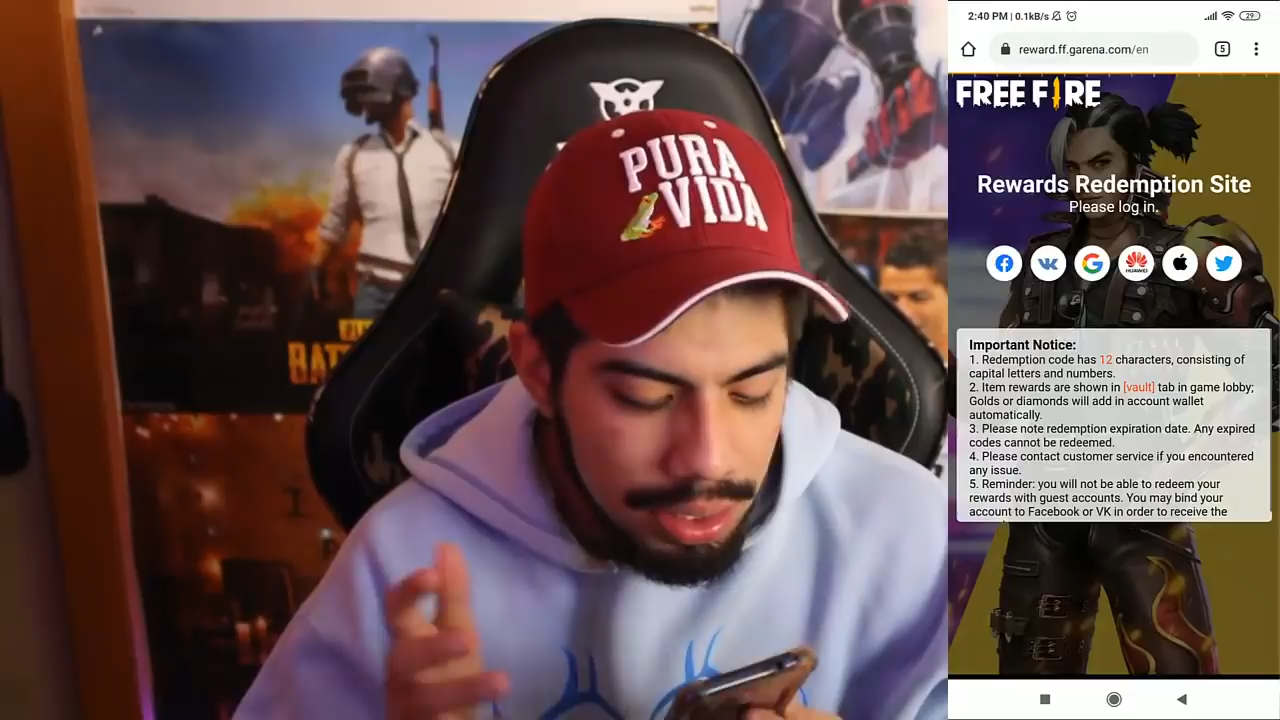 PURA
VIDA
BATT
2:40 PM | 0.1kB/s
29
reward.ff.garena.com/en
5
FREE FIRE
Rewards Redemption Site
Please log in.
HUAWEI
Important Notice:
1. Redemption code has 12 characters, consisting of
capital letters and numbers.
2. Item rewards are shown in [vault] tab in game lobby;
Golds or diamonds will add in account wallet
automatically.
3. Please note redemption expiration date. Any expired
codes cannot be redeemed.
4. Please contact customer service if you encountered
any issue.
5. Reminder: you will not be able to redeem your
rewards with guest accounts. You may bind your
account to Facebook or VK in order to receive the